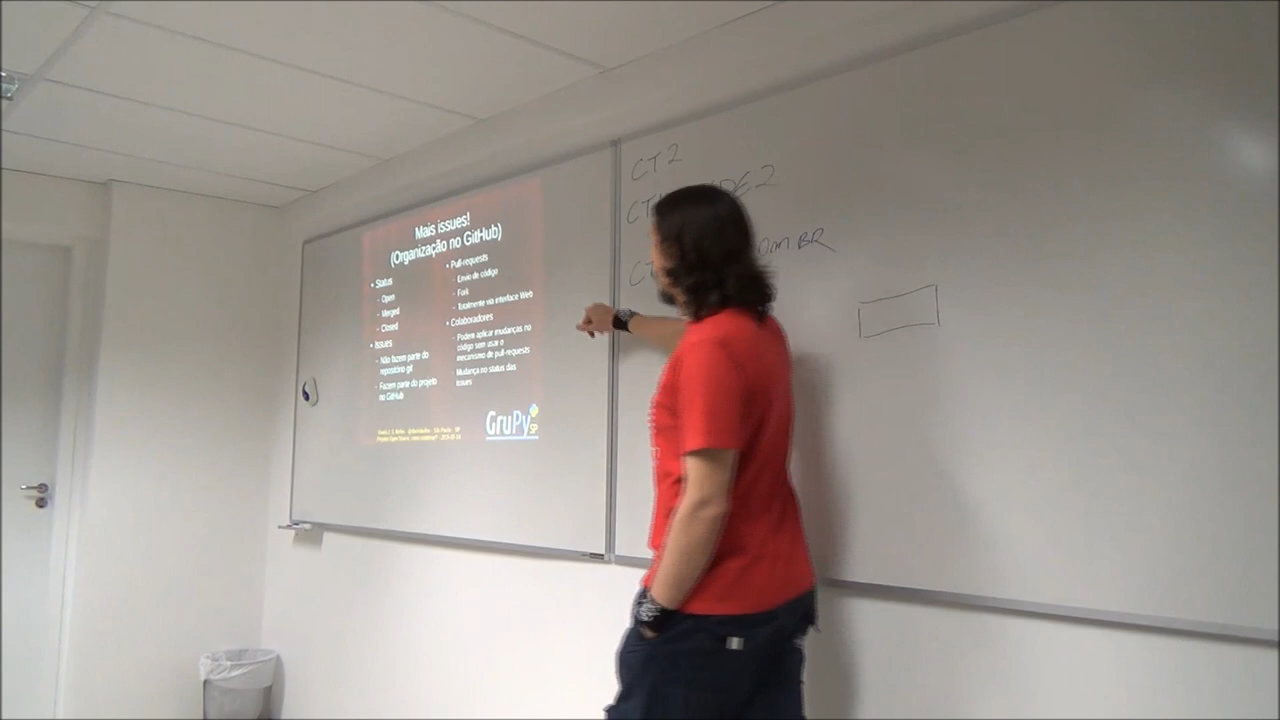 Mais issues!
(Organização no GitHub)
• Status
- Open
- Merged
- Closed
• Issues
- Não fazem parte do
repositório git
- Fazem parte do projeto
no GitHub
• Pull-requests
- Envio de código
- Fork
- Totalmente via interface Web
• Colaboradores
- Podem aplicar mudanças no
código sem usar o
mecanismo de pull-requests
- Mudança no status das
issues
GruPy
SP
CT2
CT
DE2
CT
om.BR